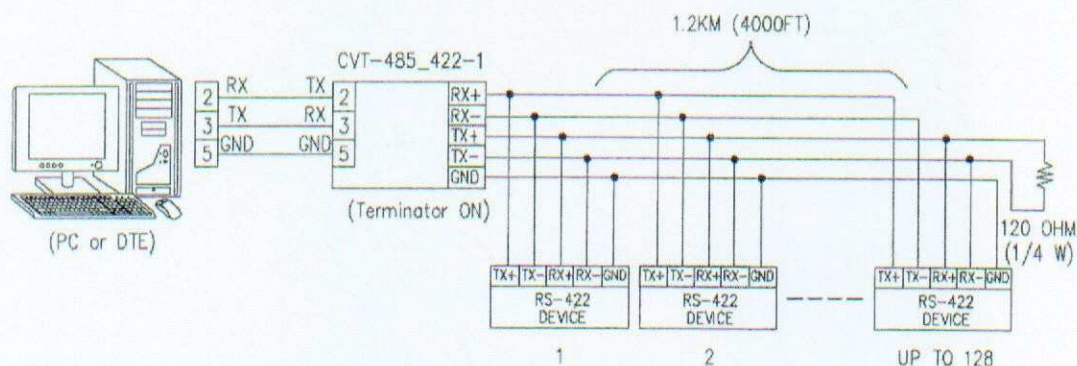 1.2KM (4000FT)
CVT-485_422-1
2 RX TX 2
3 TX RX 3
5 GND GND 5
RX+
RX-
TX+
TX-
GND
(PC or DTE)
(Terminator ON)
120 OHM
(1/4 W)
TX+ TX- RX+ RX- GND
RS-422
DEVICE
1
TX+ TX- RX+ RX- GND
RS-422
DEVICE
2
TX+ TX- RX+ RX- GND
RS-422
DEVICE
UP TO 128